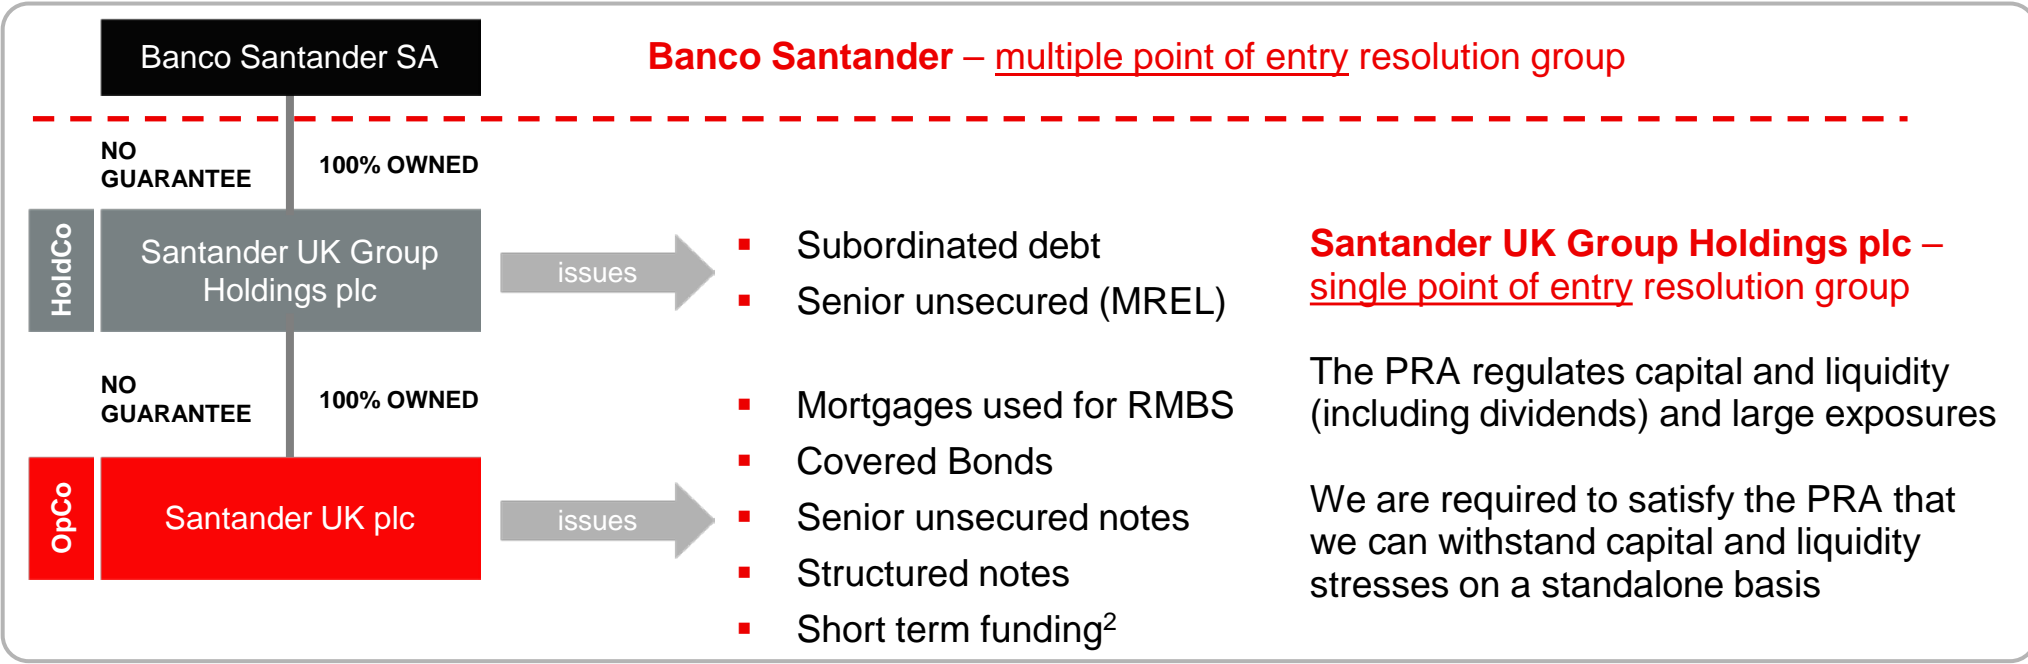 Banco Santander SA
Banco Santander – multiple point of entry resolution group
NO
GUARANTEE
100% OWNED
HoldCo
Santander UK Group
Holdings plc
issues
▪ Subordinated debt
▪ Senior unsecured (MREL)
Santander UK Group Holdings plc –
single point of entry resolution group
The PRA regulates capital and liquidity
(including dividends) and large exposures
We are required to satisfy the PRA that
we can withstand capital and liquidity
stresses on a standalone basis
NO
GUARANTEE
100% OWNED
OpCo
Santander UK plc
issues
▪ Mortgages used for RMBS
▪ Covered Bonds
▪ Senior unsecured notes
▪ Structured notes
▪ Short term funding²